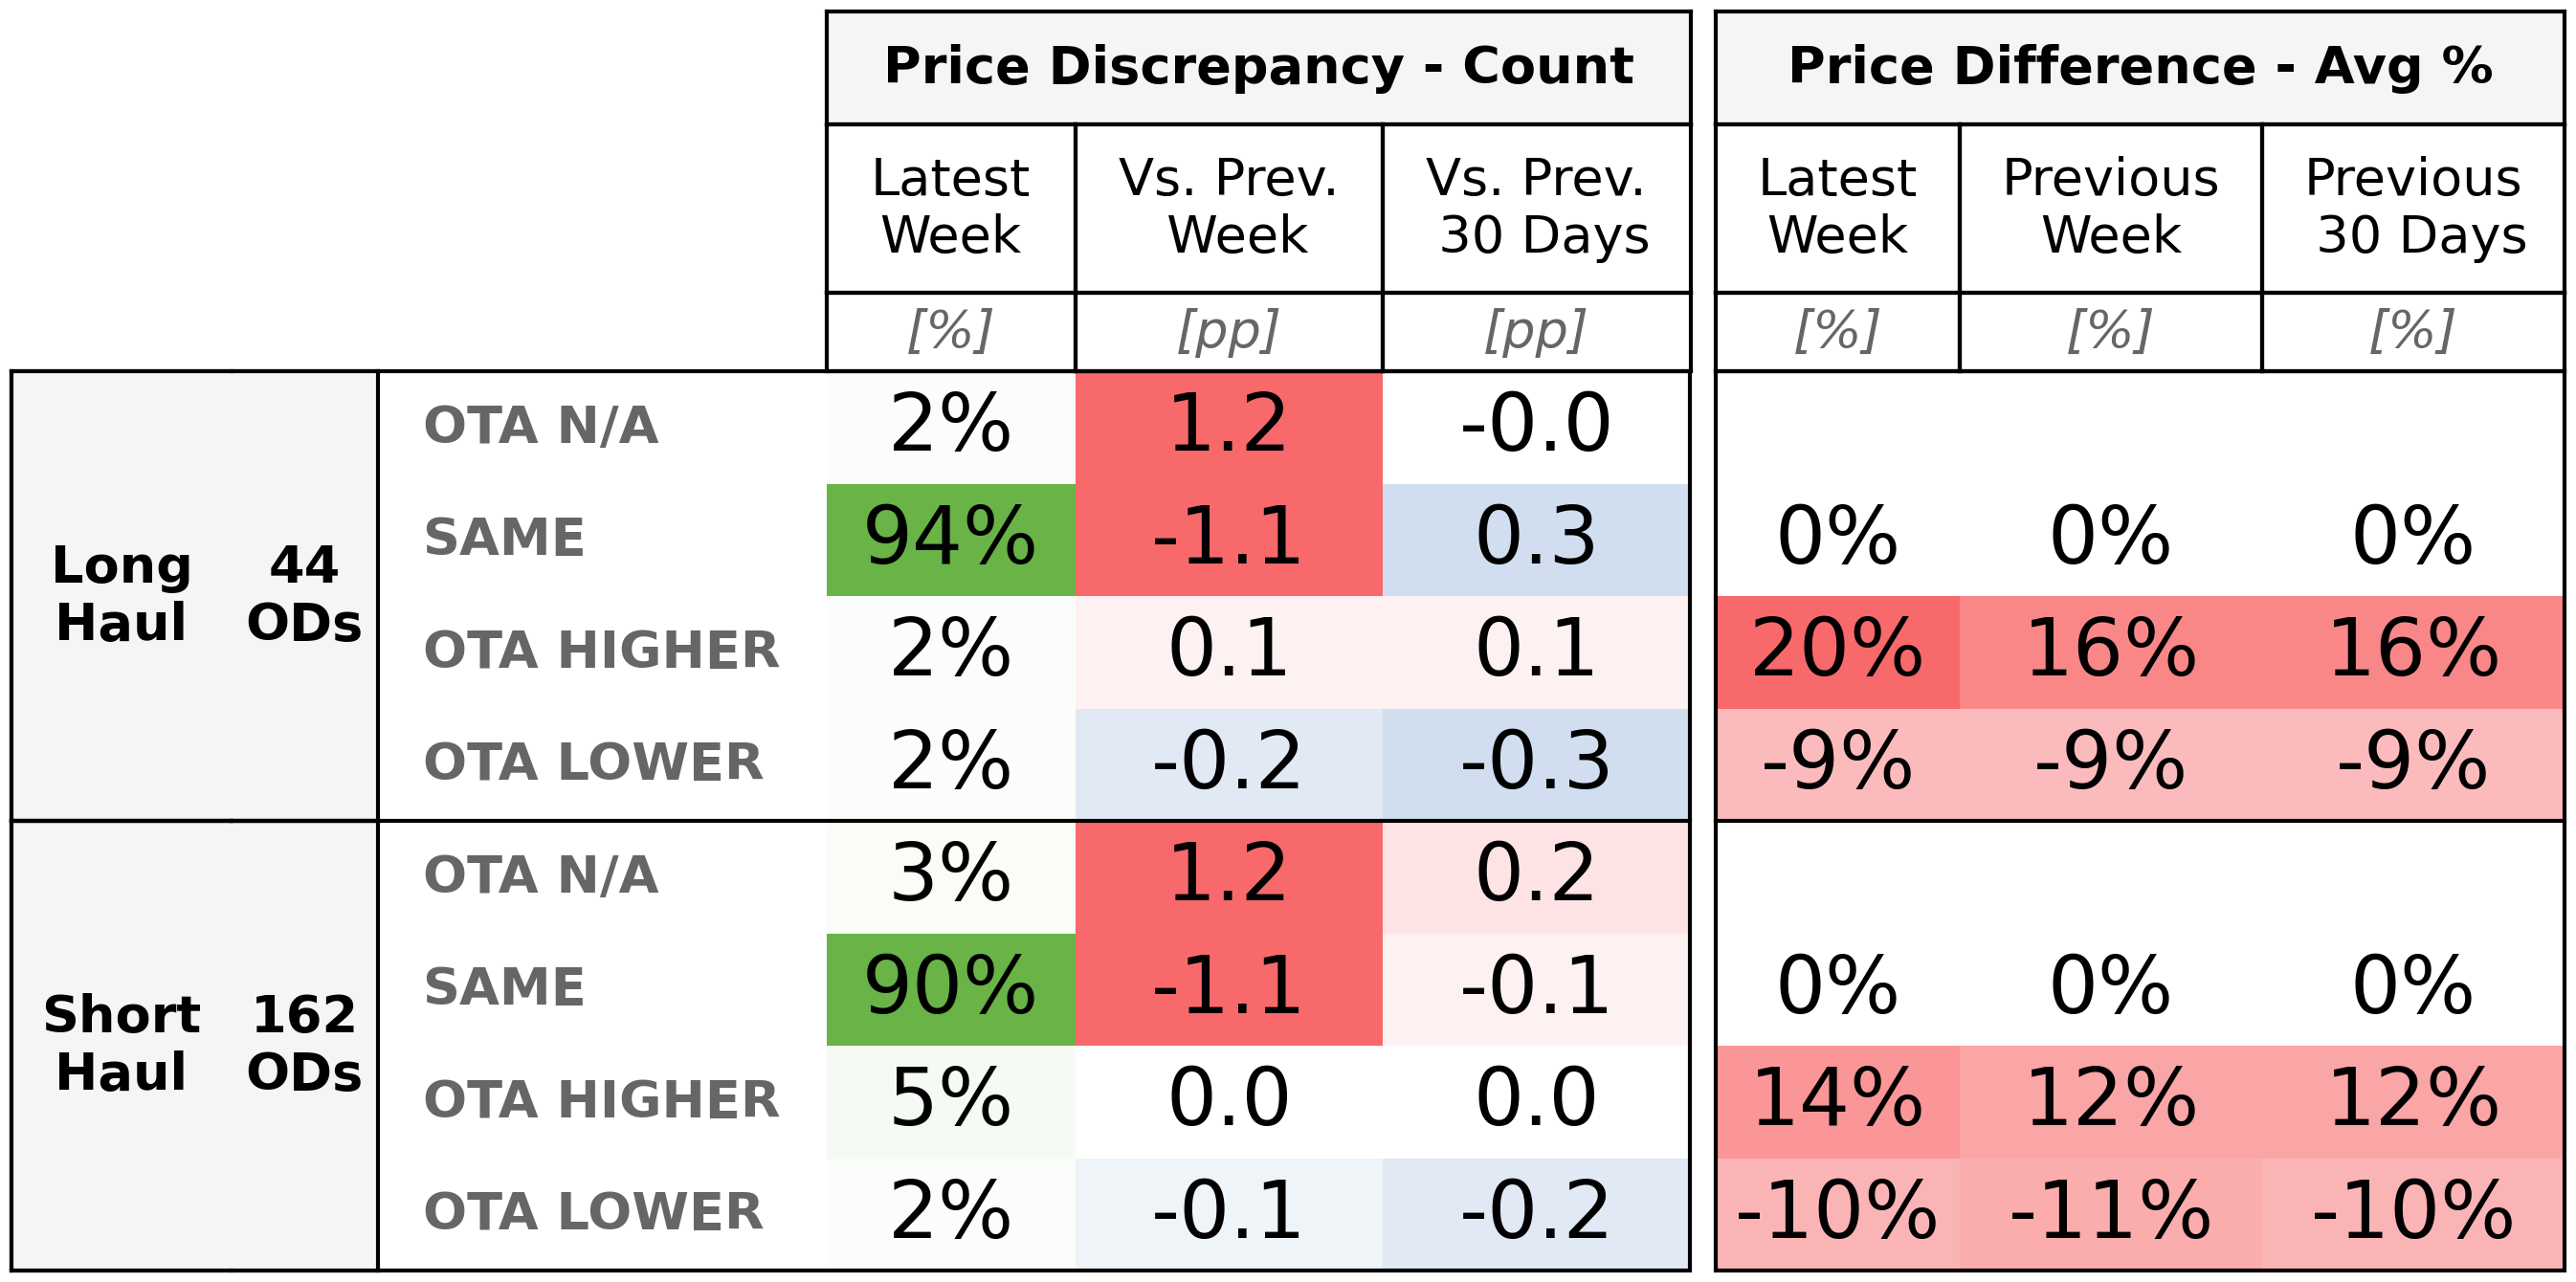 Price Discrepancy - Count Price Difference - Avg %
Latest Week Vs. Prev. Week Vs. Prev. 30 Days Latest Week Previous Week Previous 30 Days
[%] [pp] [pp] [%] [%] [%]
Long Haul 44 ODs
OTA N/A 2% 1.2 -0.0
SAME 94% -1.1 0.3 0% 0% 0%
OTA HIGHER 2% 0.1 0.1 20% 16% 16%
OTA LOWER 2% -0.2 -0.3 -9% -9% -9%
Short Haul 162 ODs
OTA N/A 3% 1.2 0.2
SAME 90% -1.1 -0.1 0% 0% 0%
OTA HIGHER 5% 0.0 0.0 14% 12% 12%
OTA LOWER 2% -0.1 -0.2 -10% -11% -10%